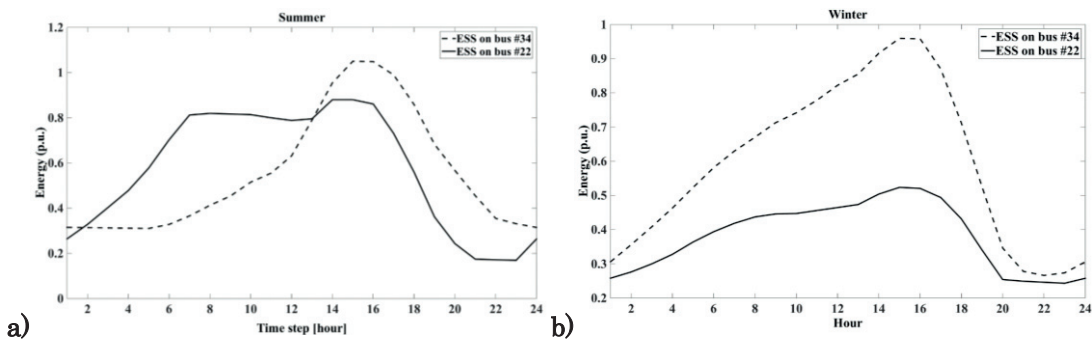 Summer
ESS on bus #34
ESS on bus #22
1.2
1
0.8
0.6
0.4
0.2
0
Energy (p.u.)
2 4 6 8 10 12 14 16 18 20 22 24
Time step [hour]
a)
Winter
ESS on bus #34
ESS on bus #22
1
0.9
0.8
0.7
0.6
0.5
0.4
0.3
0.2
Energy (p.u.)
2 4 6 8 10 12 14 16 18 20 22 24
Hour
b)